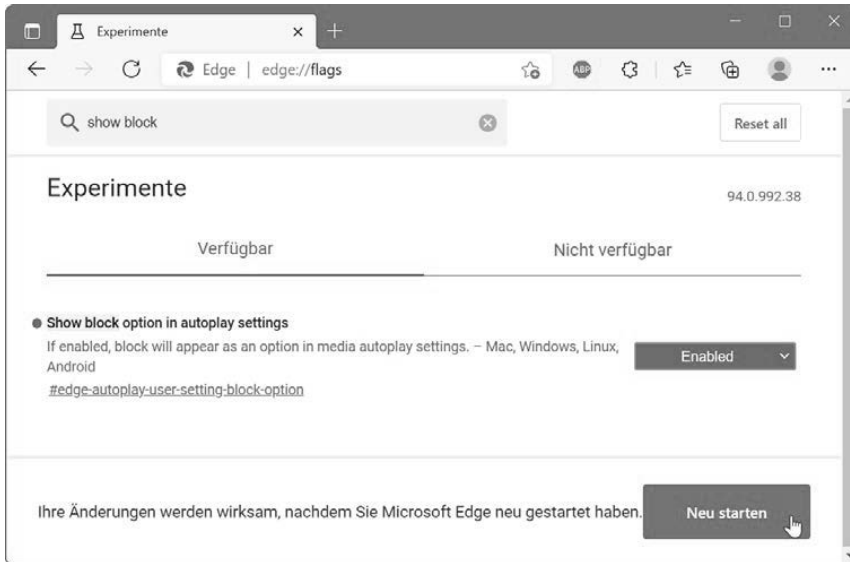 Experimente
Edge | edge://flags
ABP
show block
Reset all
Experimente
94.0.992.38
Verfügbar
Nicht verfügbar
Show block option in autoplay settings
If enabled, block will appear as an option in media autoplay settings. – Mac, Windows, Linux,
Android
#edge-autoplay-user-setting-block-option
Enabled
Ihre Änderungen werden wirksam, nachdem Sie Microsoft Edge neu gestartet haben.
Neu starten